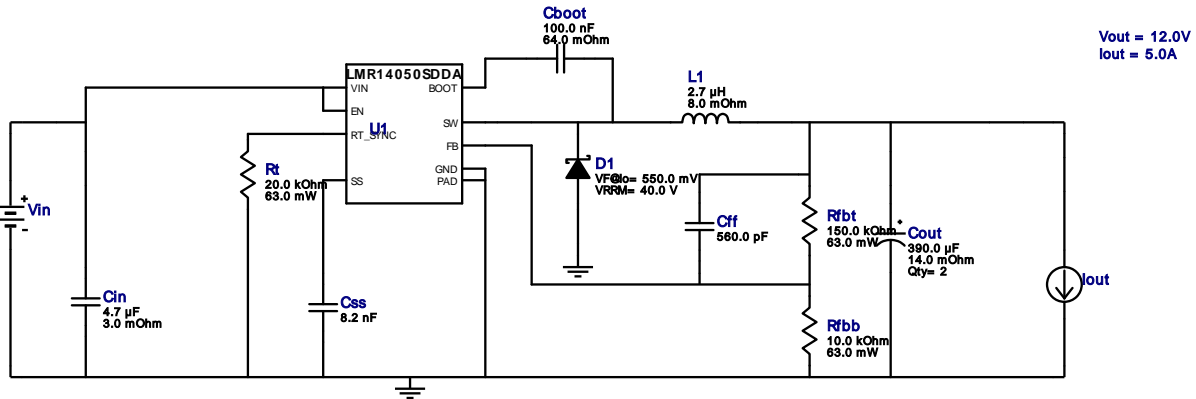 Cboot
100.0 nF
64.0 mOhm
Vout = 12.0V
Iout = 5.0A
LMR14050SDDA
VIN
BOOT
EN
U1
RT_SYNC
SW
FB
SS
GND
PAD
L1
2.7 µH
8.0 mOhm
Rt
20.0 kOhm
63.0 mW
D1
VF@Io= 550.0 mV
VRRM= 40.0 V
+
Vin
-
Cff
560.0 pF
Rfbt
150.0 kOhm
63.0 mW
+
Cout
390.0 µF
14.0 mOhm
Qty= 2
Iout
Cin
4.7 µF
3.0 mOhm
Css
8.2 nF
Rfbb
10.0 kOhm
63.0 mW